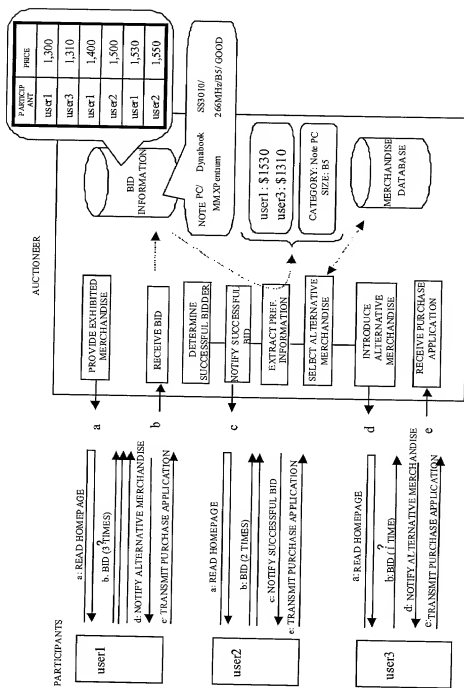 PARTICIPANTS
user1
a: READ HOMEPAGE
b. BID (3 TIMES)
?
d: NOTIFY ALTERNATIVE MERCHANDISE
e: TRANSMIT PURCHASE APPLICATION
user2
a: READ HOMEPAGE
b: BID (2 TIMES)
c: NOTIFY SUCCESSFUL BID
e: TRANSMIT PURCHASE APPLICATION
user3
a: READ HOMEPAGE
?
b: BID (1 TIME)
d: NOTIFY ALTERNATIVE MERCHANDISE
e: TRANSMIT PURCHASE APPLICATION
a
b
c
d
e
AUCTIONEER
PROVIDE EXHIBITED
MERCHANDISE
RECEIVE BID
DETERMINE
SUCCESSFUL BIDDER
NOTIFY SUCCESSFUL
BID
EXTRACT PREF.
INFORMATION
SELECT ALTERNATIVE
MERCHANDISE
INTRODUCE
ALTERNATIVE
MERCHANDISE
RECEIVE PURCHASE
APPLICATION
BID
INFORMATION
PARTICIP
ANT PRICE
user1 1,300
user3 1,310
user1 1,400
user2 1,500
user1 1,530
user2 1,550
NOTE PC/ Dynabook SS3010/
MMXPentium 266MHz/B5/ GOOD
user1: $1530
user3: $1310
CATEGORY: Note PC
SIZE: B5
MERCHANDISE
DATABASE